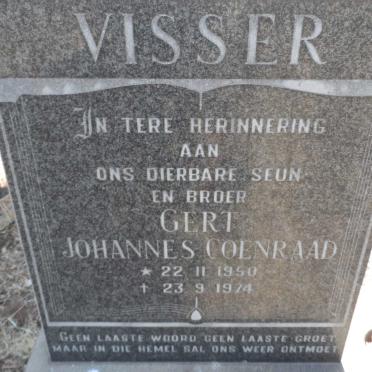 VISSER
IN TERE HERINNERING
AAN
ONS DIERBARE SEUN
EN BROER
GERT
JOHANNES COENRAAD
* 22 11 1950
† 23 9 1974
GEEN LAASTE WOORD GEEN LAASTE GROET
MAAR IN DIE HEMEL SAL ONS WEER ONTMOET